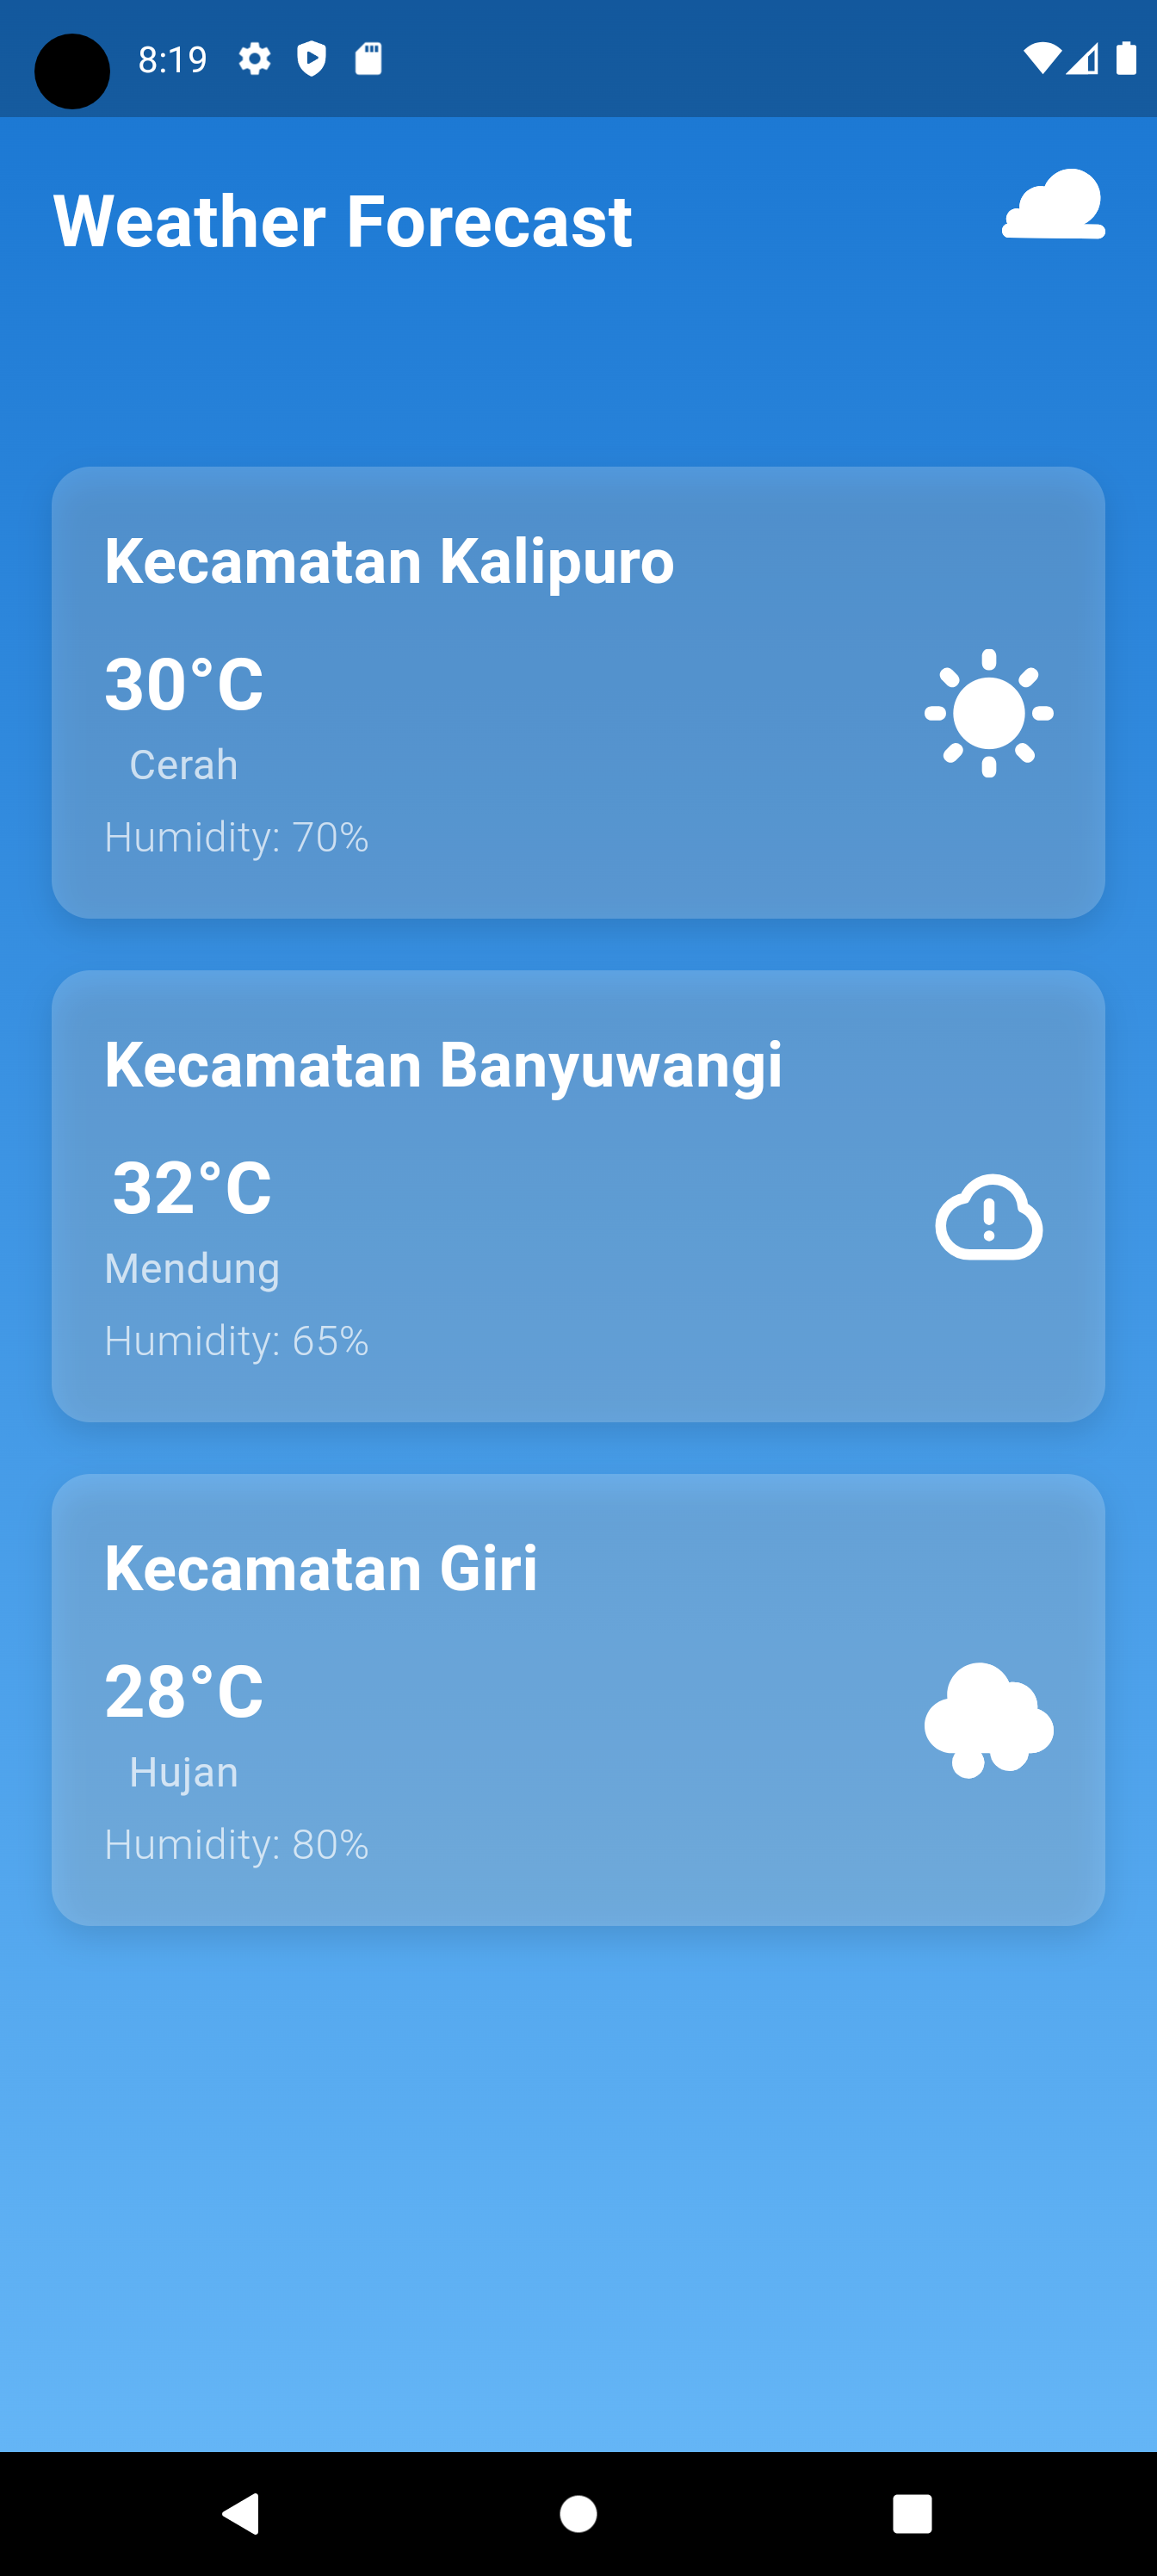 8:19
Weather Forecast
Kecamatan Kalipuro
30°C
Cerah
Humidity: 70%
Kecamatan Banyuwangi
32°C
Mendung
Humidity: 65%
Kecamatan Giri
28°C
Hujan
Humidity: 80%